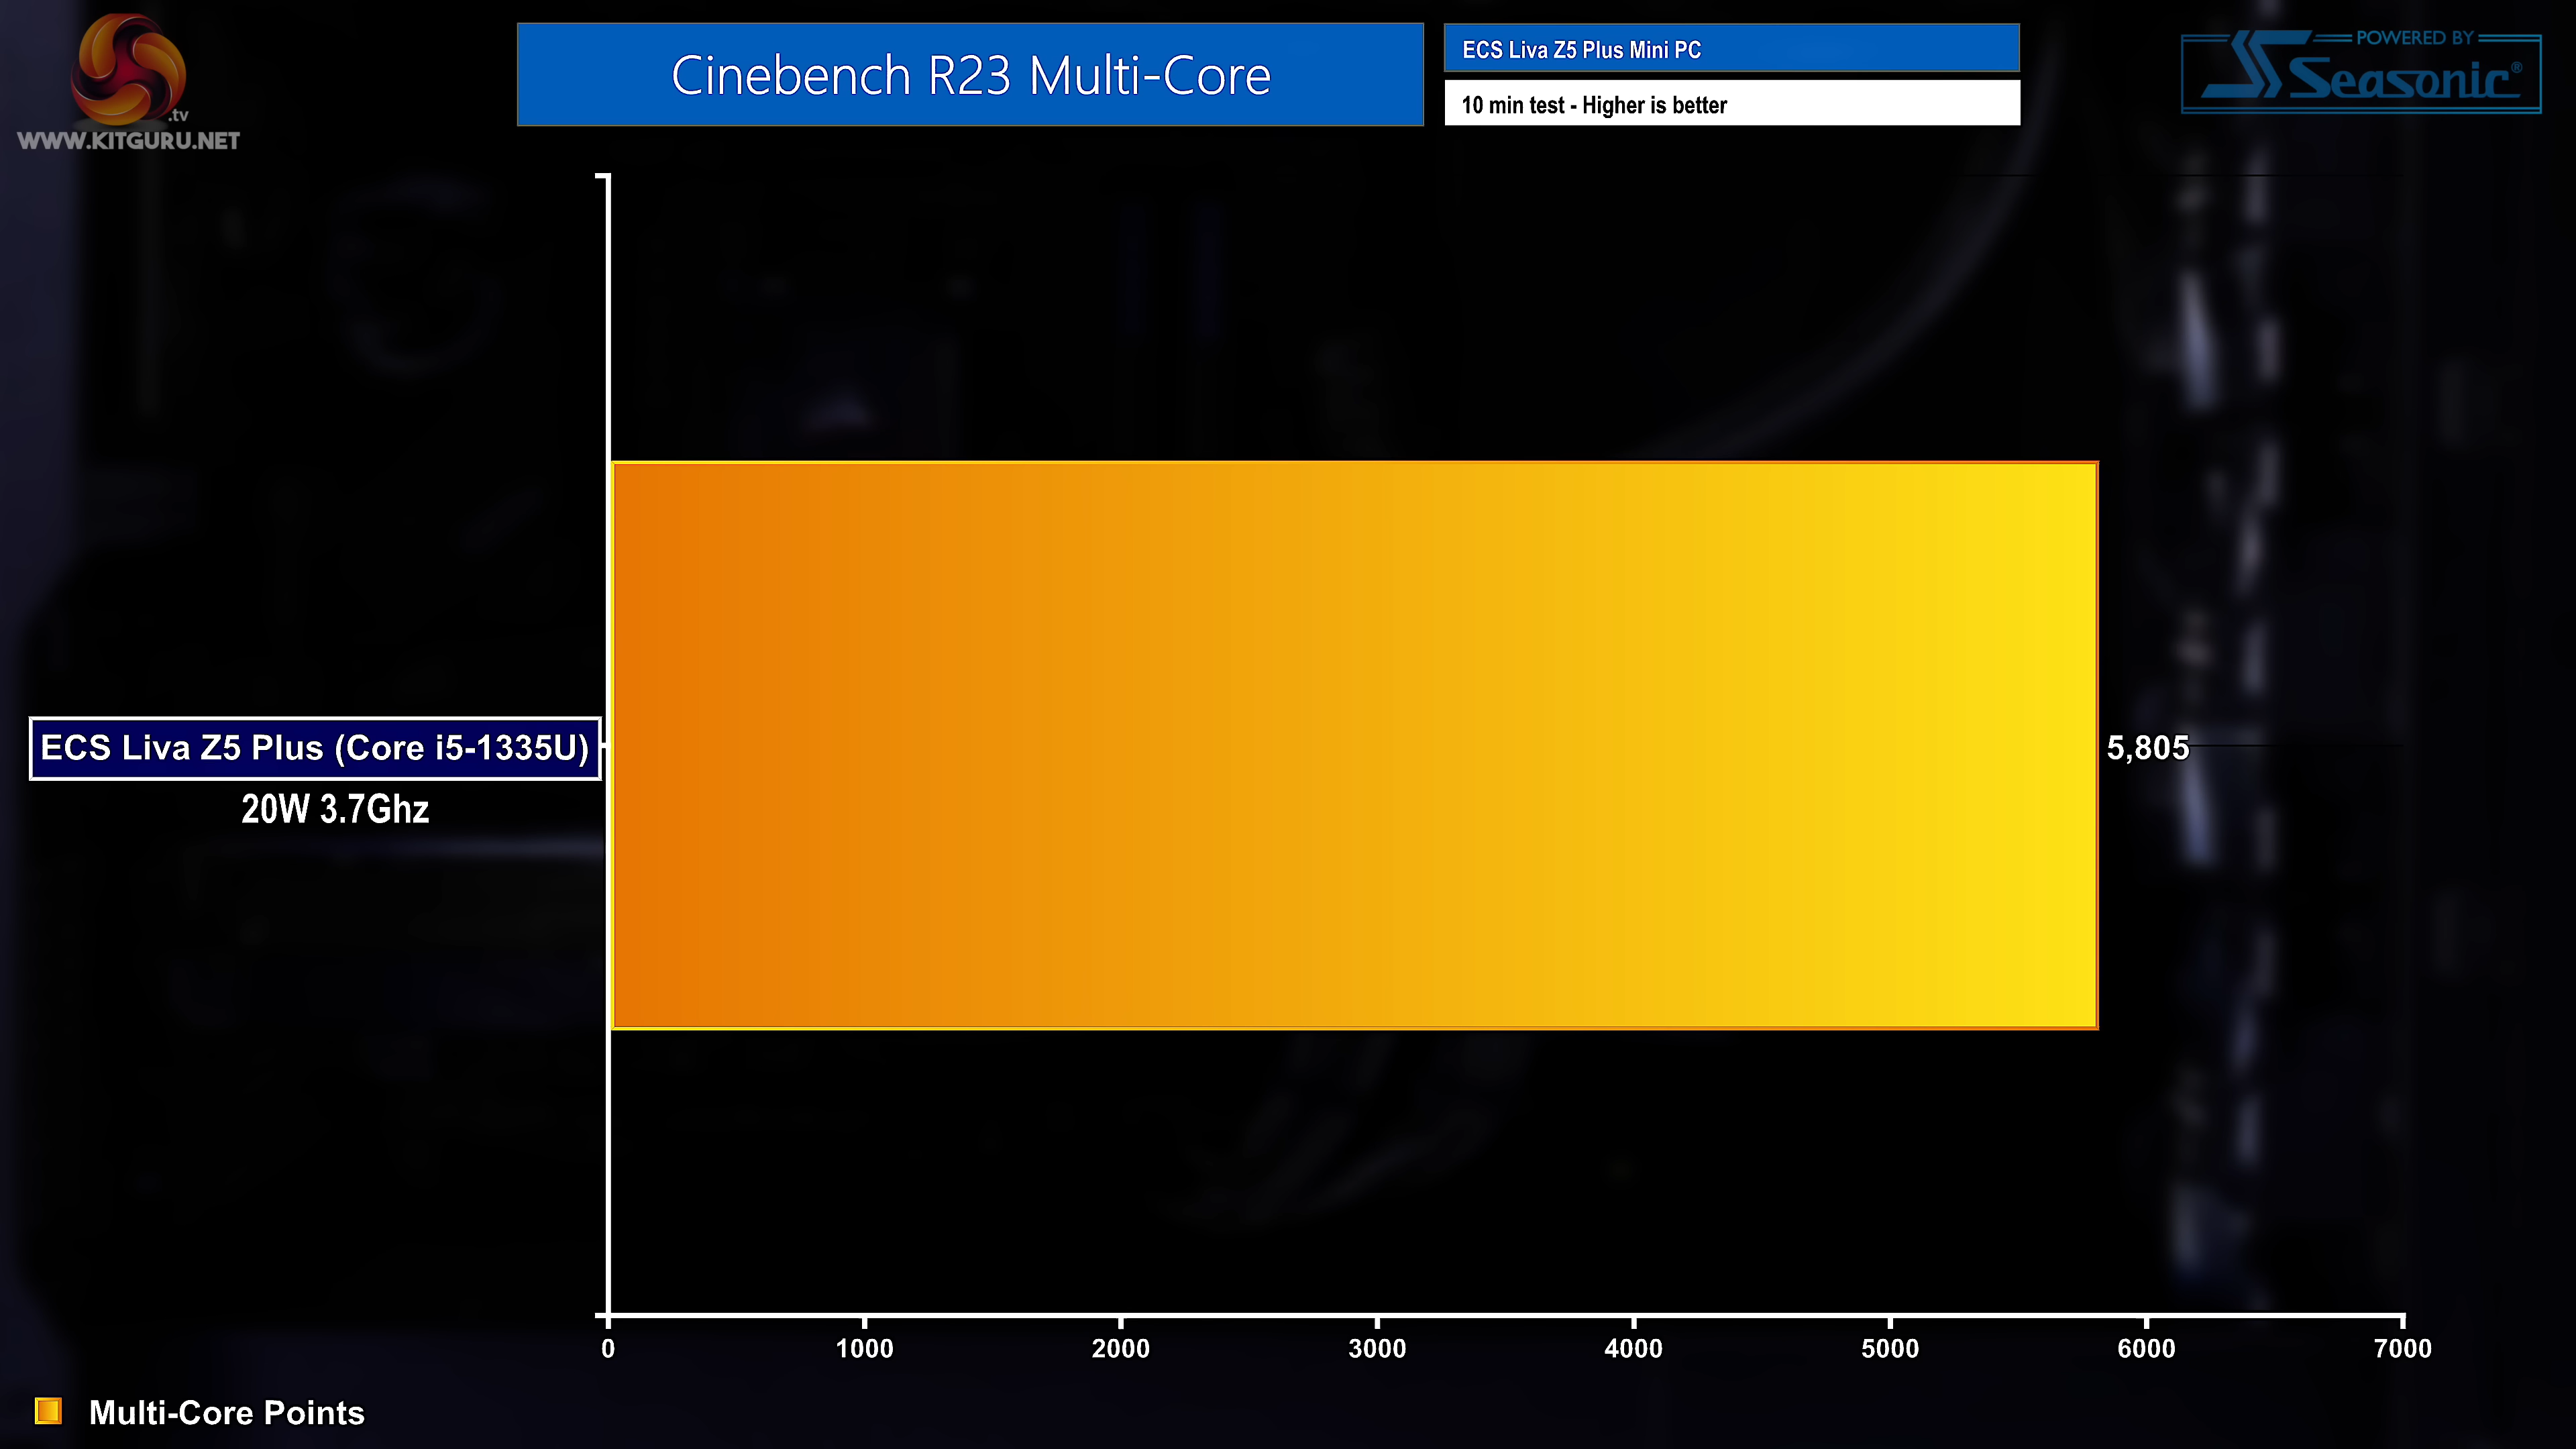 .tv
WWW.KITGURU.NET
Cinebench R23 Multi-Core
ECS Liva Z5 Plus Mini PC
10 min test - Higher is better
POWERED BY
Seasonic®
ECS Liva Z5 Plus (Core i5-1335U)
20W 3.7Ghz
5,805
0 1000 2000 3000 4000 5000 6000 7000
Multi-Core Points